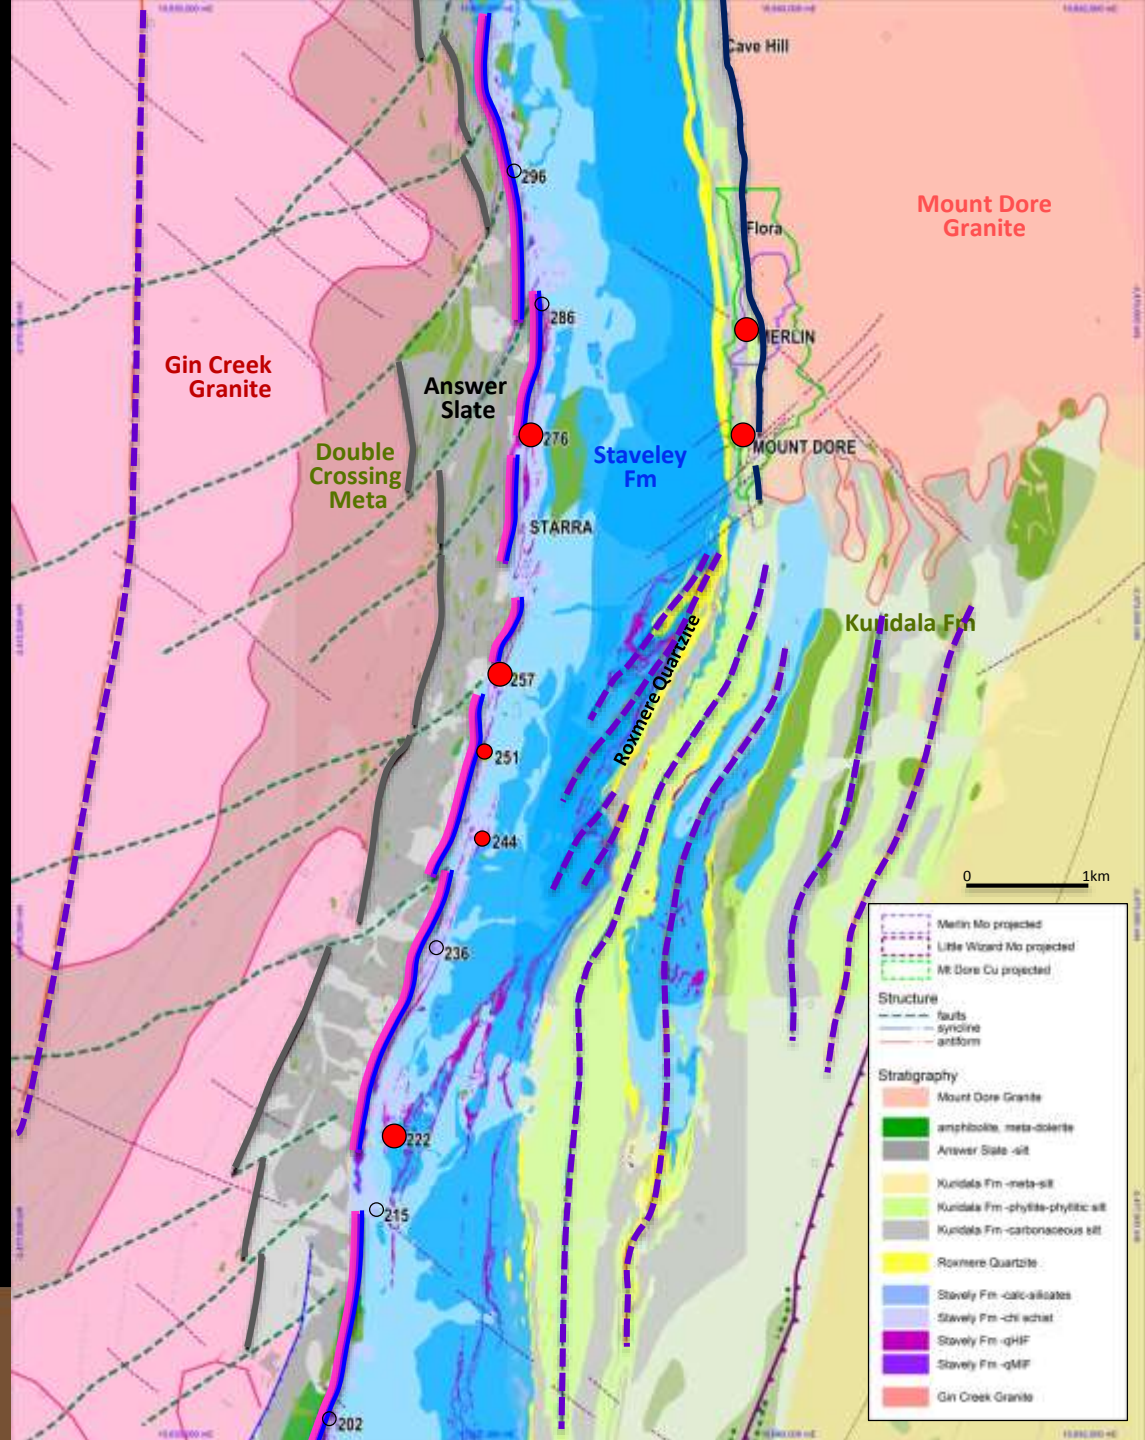 Cave Hill
296
Mount Dore
Granite
Flora
286
MERLIN
Gin Creek
Granite
Answer
Slate
276
MOUNT DORE
Double
Crossing
Meta
Staveley
Fm
STARRA
Kuridala Fm
Roxmere Quartzite
257
251
244
0 1km
236
222
215
202
Merlin Mo projected
Little Wizard Mo projected
Mt Dore Cu projected
Structure
faults
syncline
antiform
Stratigraphy
Mount Dore Granite
amphibolite, meta-dolerite
Answer Slate -silt
Kuridala Fm -meta-silt
Kuridala Fm -phyllite-phyllitic silt
Kuridala Fm -carbonaceous silt
Roxmere Quartzite
Stavely Fm -calc-silicates
Stavely Fm -chl schist
Stavely Fm -qHIF
Stavely Fm -qMIF
Gin Creek Granite